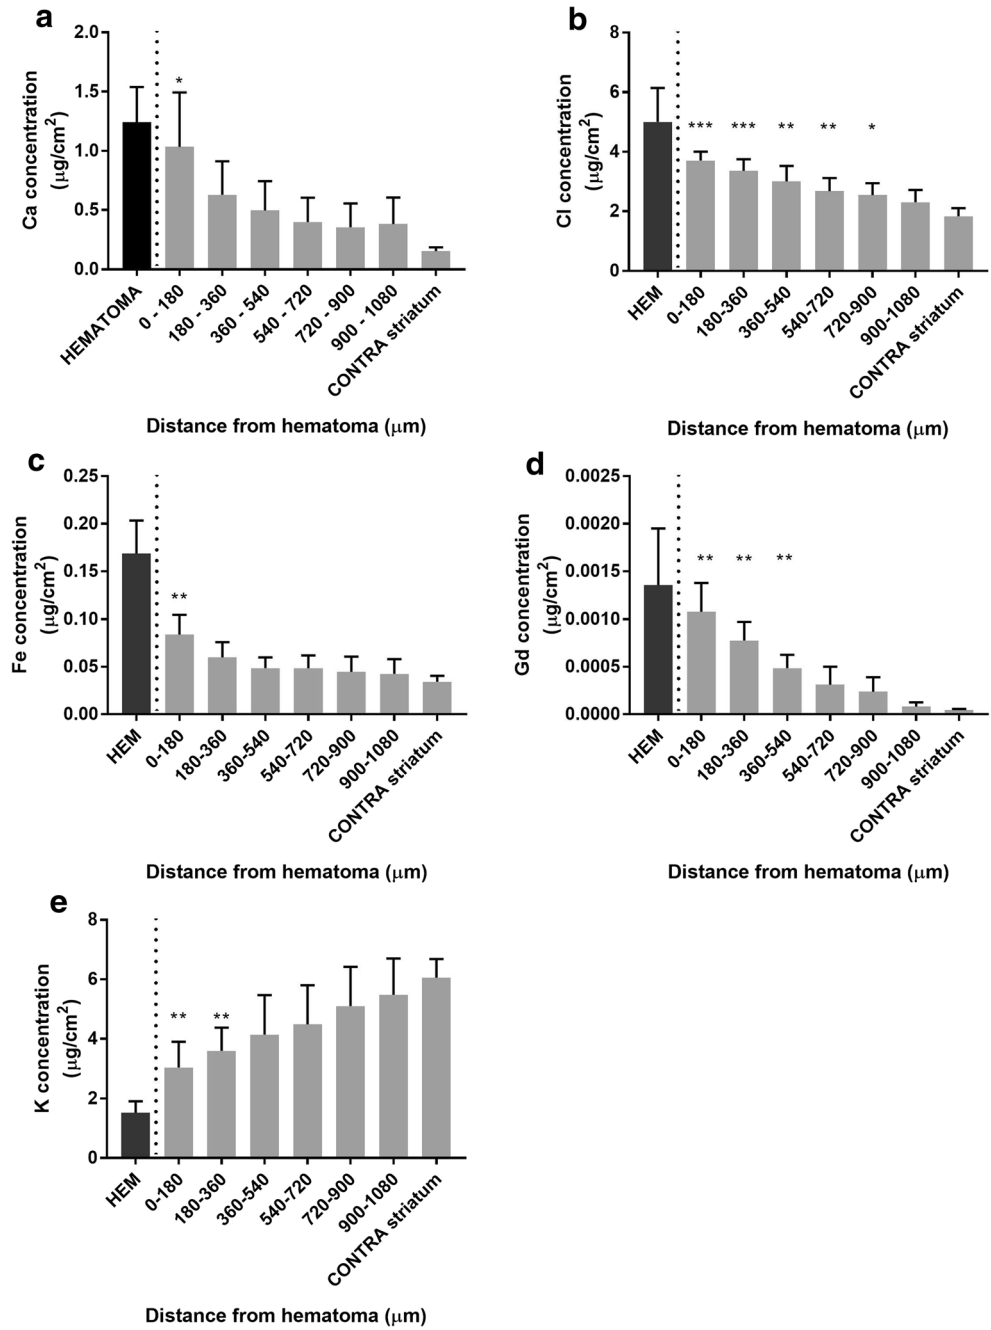 a
Ca concentration
(μg/cm2)
2.0
1.5
1.0
0.5
0.0
*
HEMATOMA
0 - 180
180 - 360
360 - 540
540 - 720
720 - 900
900 - 1080
CONTRA striatum
Distance from hematoma (μm)
b
Cl concentration
(μg/cm2)
8
6
4
2
0
***
***
**
**
*
HEM
0-180
180-360
360-540
540-720
720-900
900-1080
CONTRA striatum
Distance from hematoma (μm)
c
Fe concentration
(μg/cm2)
0.25
0.20
0.15
0.10
0.05
0.00
**
HEM
0-180
180-360
360-540
540-720
720-900
900-1080
CONTRA striatum
Distance from hematoma (μm)
d
Gd concentration
(μg/cm2)
0.0025
0.0020
0.0015
0.0010
0.0005
0.0000
**
**
**
HEM
0-180
180-360
360-540
540-720
720-900
900-1080
CONTRA striatum
Distance from hematoma (μm)
e
K concentration
(μg/cm2)
8
6
4
2
0
**
**
HEM
0-180
180-360
360-540
540-720
720-900
900-1080
CONTRA striatum
Distance from hematoma (μm)